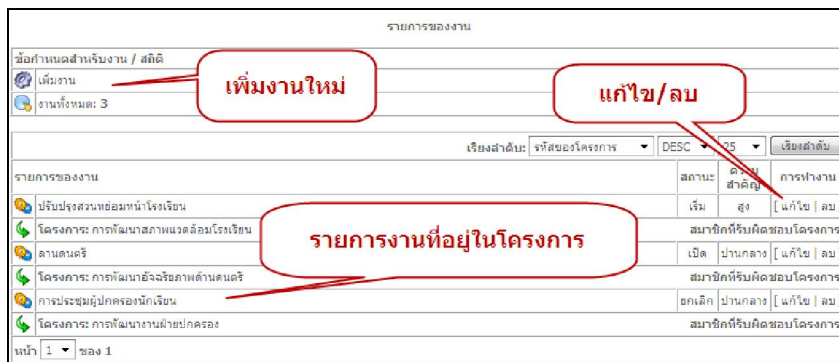 รายการของงาน
ข้อกำหนดสำหรับงาน / สถิติ
เพิ่มงาน
เพิ่มงานใหม่
งานทั้งหมด: 3
แก้ไข/ลบ
เรียงลำดับ: รหัสของโครงการ DESC 25 เรียงลำดับ
รายการของงาน สถานะ ความสำคัญ การทำงาน
ปรับปรุงสวนหย่อมหน้าโรงเรียน เริ่ม สูง [ แก้ไข | ลบ ]
โครงการ: การพัฒนาสภาพแวดล้อมโรงเรียน สมาชิกที่รับผิดชอบโครงการ
รายการงานที่อยู่ในโครงการ
ลานดนตรี เปิด ปานกลาง [ แก้ไข | ลบ ]
โครงการ: การพัฒนาอัจฉริยภาพด้านดนตรี สมาชิกที่รับผิดชอบโครงการ
การประชุมผู้ปกครองนักเรียน ยกเลิก ปานกลาง [ แก้ไข | ลบ ]
โครงการ: การพัฒนางานฝ่ายปกครอง สมาชิกที่รับผิดชอบโครงการ
หน้า 1 ของ 1